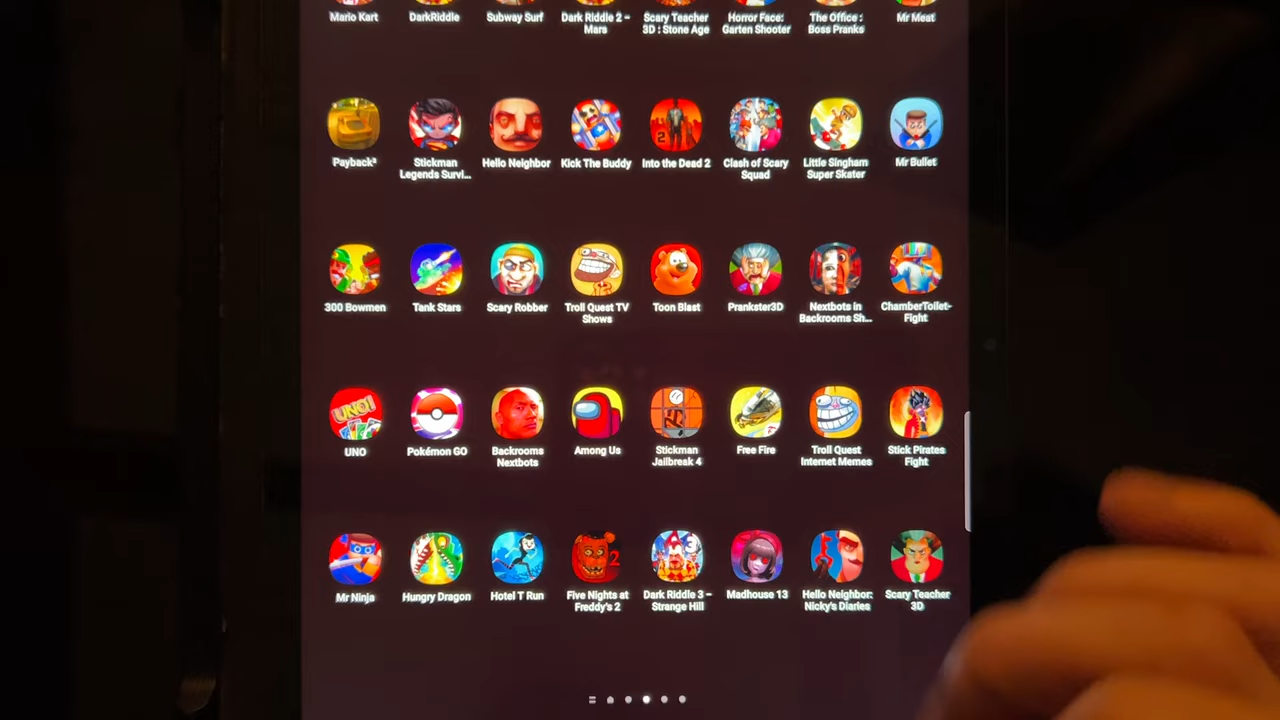 Mario Kart
DarkRiddle
Subway Surf
Dark Riddle 2 –
Mars
Scary Teacher
3D : Stone Age
Horror Face:
Garten Shooter
The Office :
Boss Pranks
Mr Meat
Payback²
Stickman
Legends Survi...
Hello Neighbor
Kick The Buddy
2
Into the Dead 2
Clash of Scary
Squad
Little Singham
Super Skater
Mr Bullet
300 Bowmen
Tank Stars
Scary Robber
Troll Quest TV
Shows
Toon Blast
Prankster3D
Nextbots in
Backrooms Sh...
ChamberToilet-
Fight
UNO!
UNO
Pokémon GO
Backrooms
Nextbots
Among Us
Stickman
Jailbreak 4
Free Fire
Troll Quest
Internet Memes
Stick Pirates
Fight
Mr Ninja
Hungry Dragon
Hotel T Run
2
Five Nights at
Freddy's 2
3
Dark Riddle 3 –
Strange Hill
Madhouse 13
Hello Neighbor:
Nicky's Diaries
Scary Teacher
3D